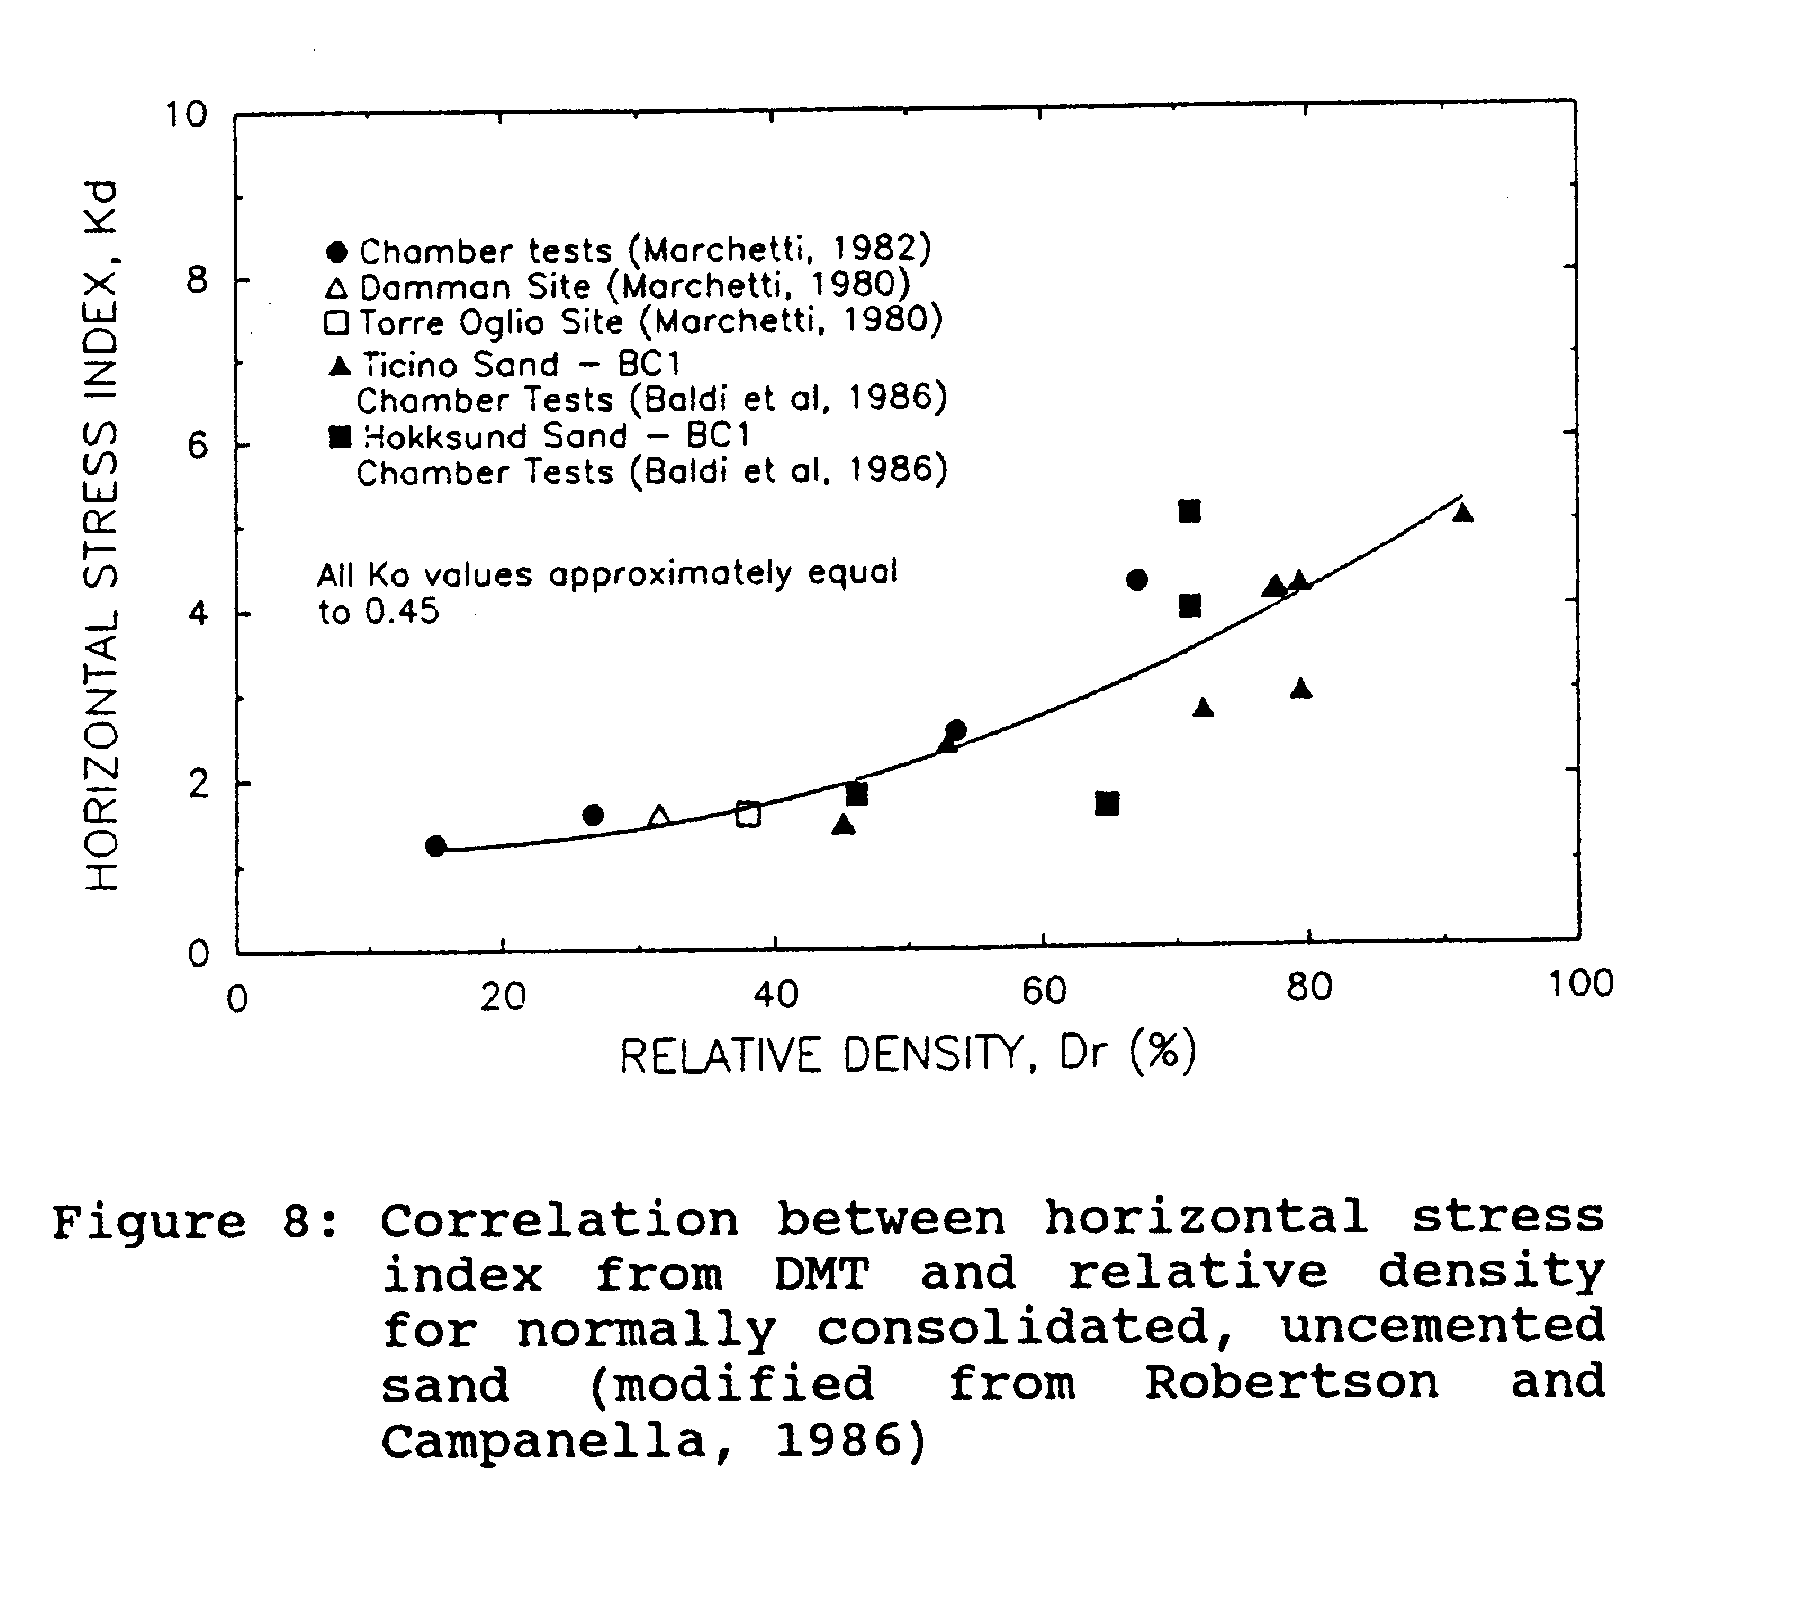 10
8
6
4
2
0
HORIZONTAL STRESS INDEX, Kd
Chamber tests (Marchetti, 1982)
Damman Site (Marchetti, 1980)
Torre Oglio Site (Marchetti, 1980)
Ticino Sand – BC1
Chamber Tests (Baldi et al, 1986)
Hokksund Sand – BC1
Chamber Tests (Baldi et al, 1986)
All Ko values approximately equal
to 0.45
0 20 40 60 80 100
RELATIVE DENSITY, Dr (%)
Figure 8: Correlation between horizontal stress
index from DMT and relative density
for normally consolidated, uncemented
sand (modified from Robertson and
Campanella, 1986)